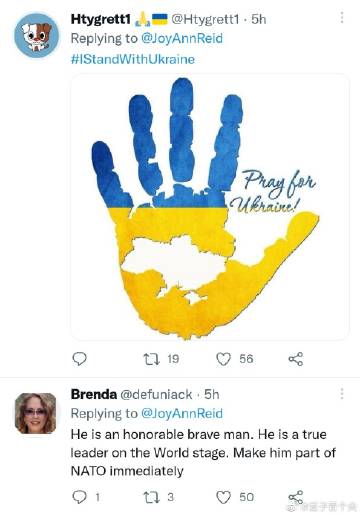 Htygrett1 🙏🇺🇦 @Htygrett1 · 5h
Replying to @JoyAnnReid
#IStandWithUkraine
Pray for
Ukraine!
19 56
Brenda @defuniack · 5h
Replying to @JoyAnnReid
He is an honorable brave man. He is a true
leader on the World stage. Make him part of
NATO immediately
1 3 50